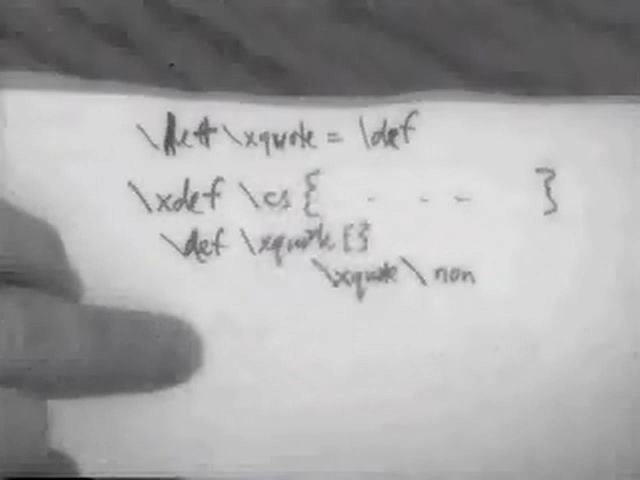 \let \xquote = \def
\xdef \cs { . - - }
\def \xquote {}
\xquote \ non